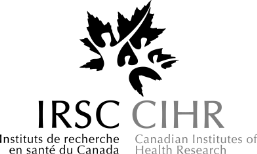 IRSC CIHR
Instituts de recherche Canadian Institutes of
en santé du Canada Health Research